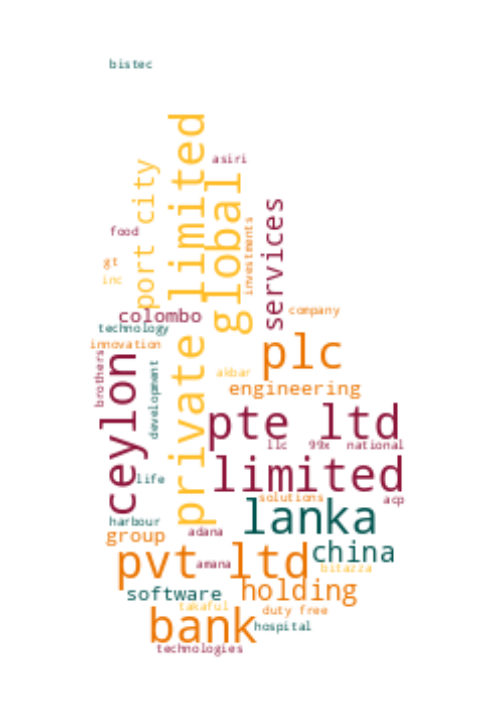 bistec
private limited
asiri
port city
global
services
food
investments
gt
inc
colombo
company
technology
innovation
plc
brothers
ceylon
development
akbar
engineering
pte ltd
llc
99x
national
limited
life
solutions
acp
lanka
harbour
group
adana
china
pvt ltd
amana
bitazza
software
holding
takaful
duty free
bank
hospital
technologies